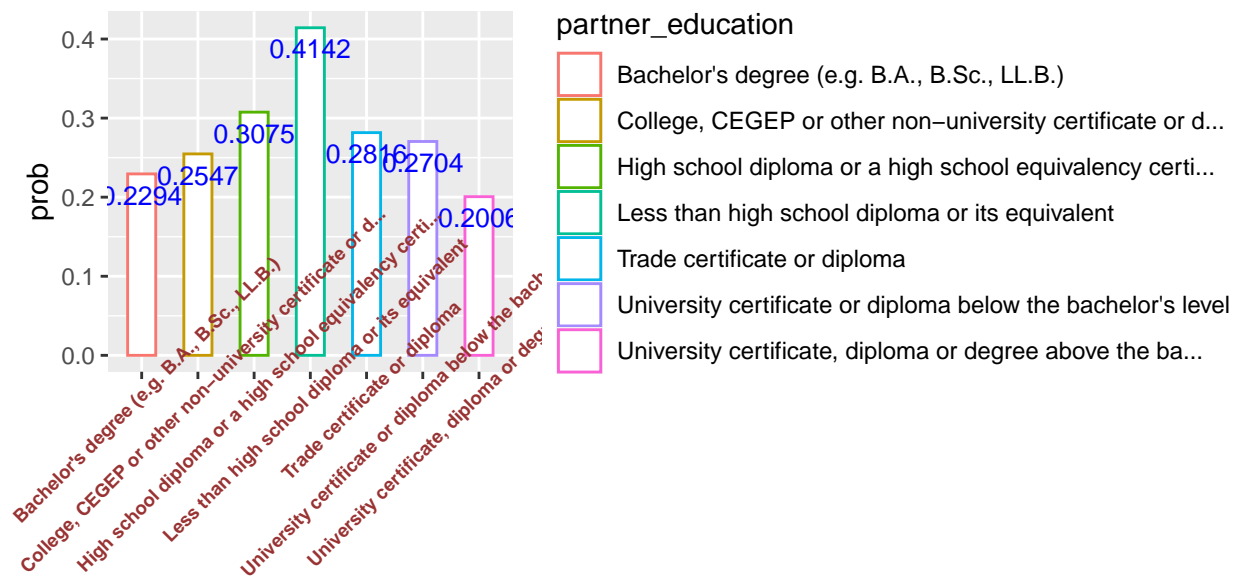 prob
0.4
0.3
0.2
0.1
0.0
0.2294
0.2547
0.3075
0.4142
0.2816
0.2704
0.2006
Bachelor's degree (e.g. B.A., B.Sc., LL.B.)
College, CEGEP or other non−university certificate or d...
High school diploma or a high school equivalency certi...
Less than high school diploma or its equivalent
Trade certificate or diploma
University certificate or diploma below the bach
University certificate, diploma or deg
partner_education
Bachelor's degree (e.g. B.A., B.Sc., LL.B.)
College, CEGEP or other non−university certificate or d...
High school diploma or a high school equivalency certi...
Less than high school diploma or its equivalent
Trade certificate or diploma
University certificate or diploma below the bachelor's level
University certificate, diploma or degree above the ba...